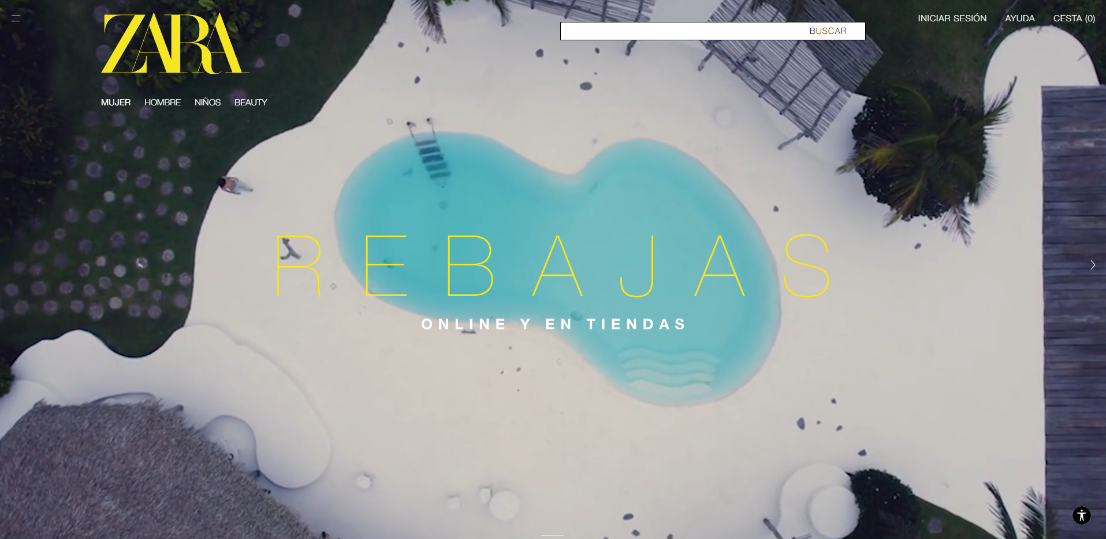 ZARA
BUSCAR
INICIAR SESIÓN
AYUDA
CESTA (0)
MUJER
HOMBRE
NIÑOS
BEAUTY
REBAJAS
ONLINE Y EN TIENDAS